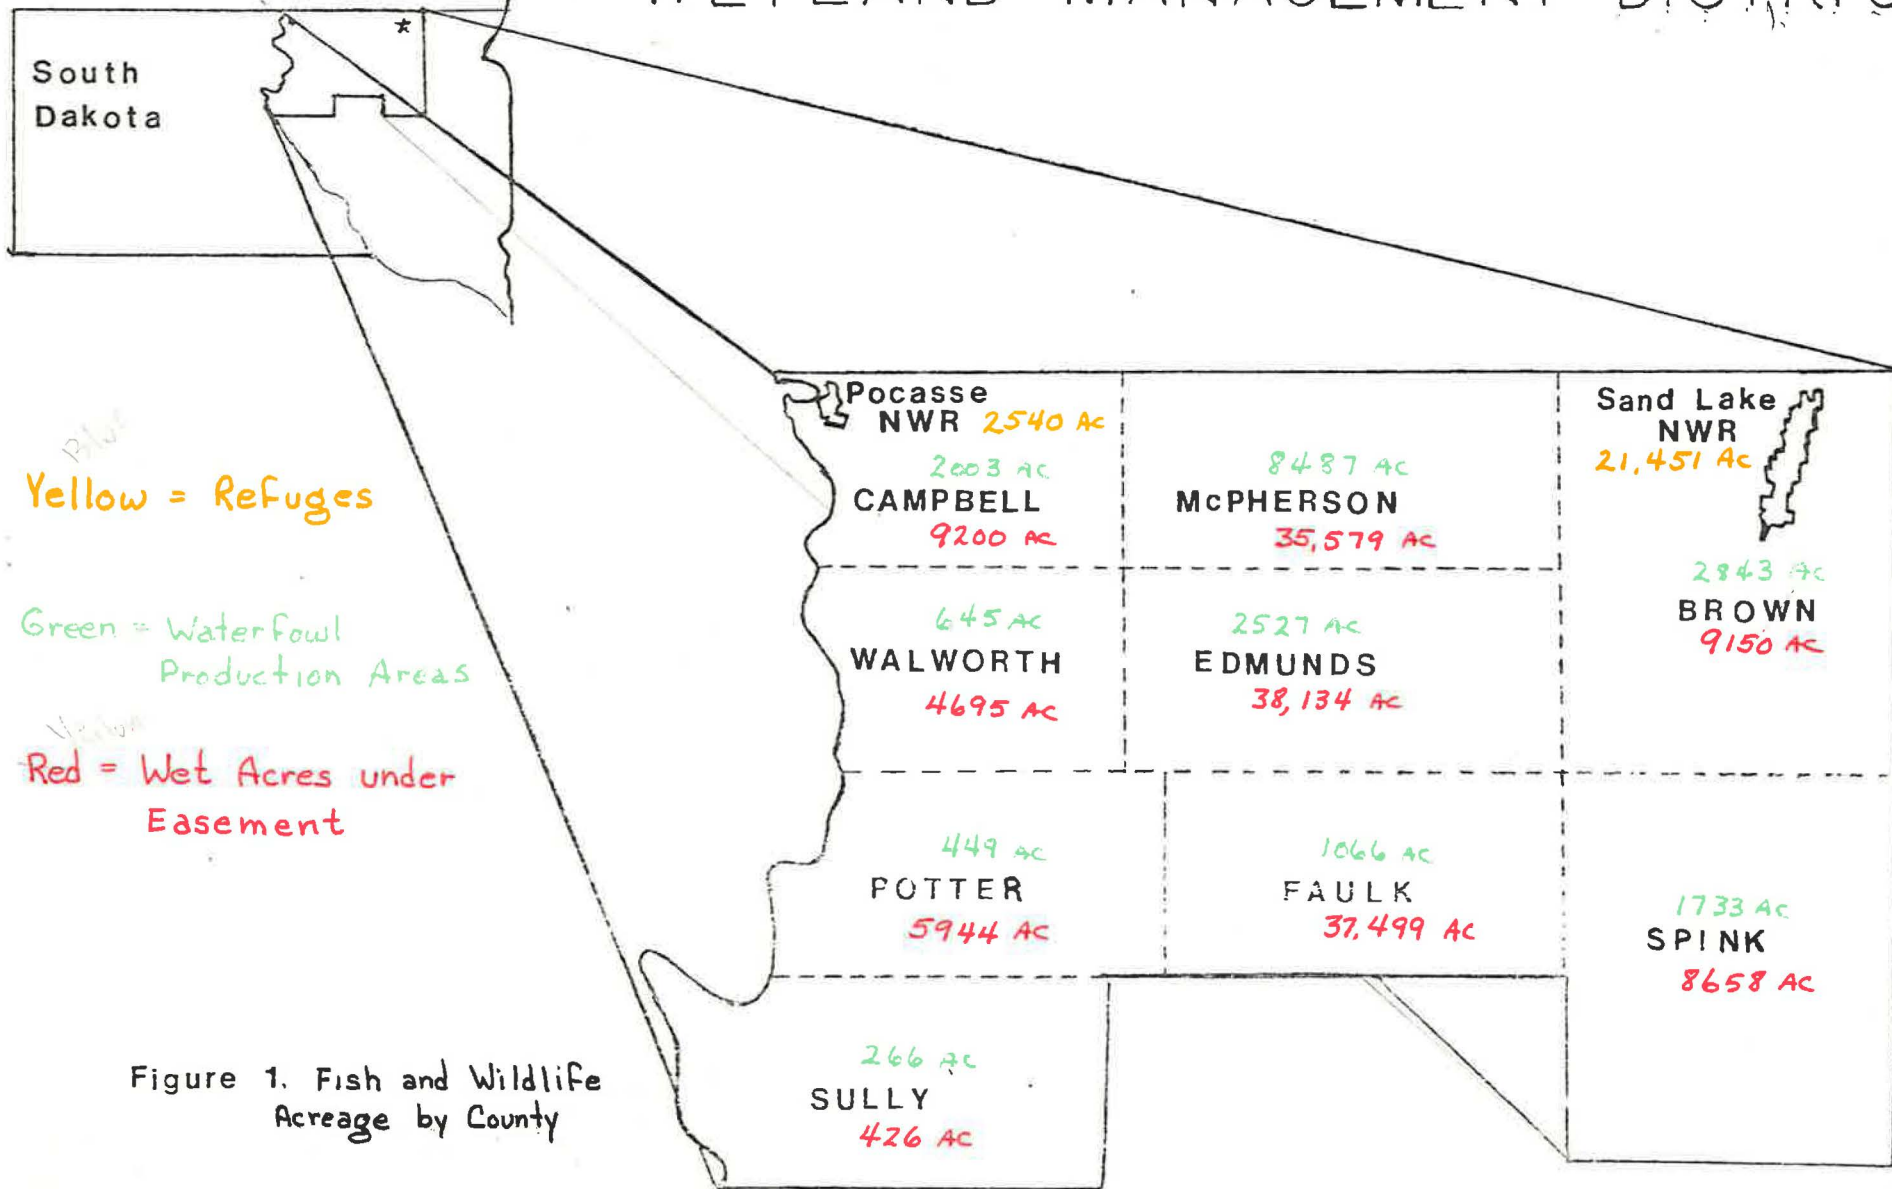 WETLAND MANAGEMENT
South
Dakota
*
Pocasse
NWR 2540 Ac
2003 Ac
CAMPBELL
9200 Ac
8487 Ac
McPHERSON
35,579 Ac
Sand Lake
NWR
21,451 Ac
2843 Ac
BROWN
9150 Ac
Yellow = Refuges
Green = Waterfowl
Production Areas
Red = Wet Acres under
Easement
645 Ac
WALWORTH
4695 Ac
2527 Ac
EDMUNDS
38,134 Ac
449 Ac
POTTER
5944 Ac
1066 Ac
FAULK
37,499 Ac
1733 Ac
SPINK
8658 Ac
266 Ac
SULLY
426 Ac
Figure 1. Fish and Wildlife
Acreage by County